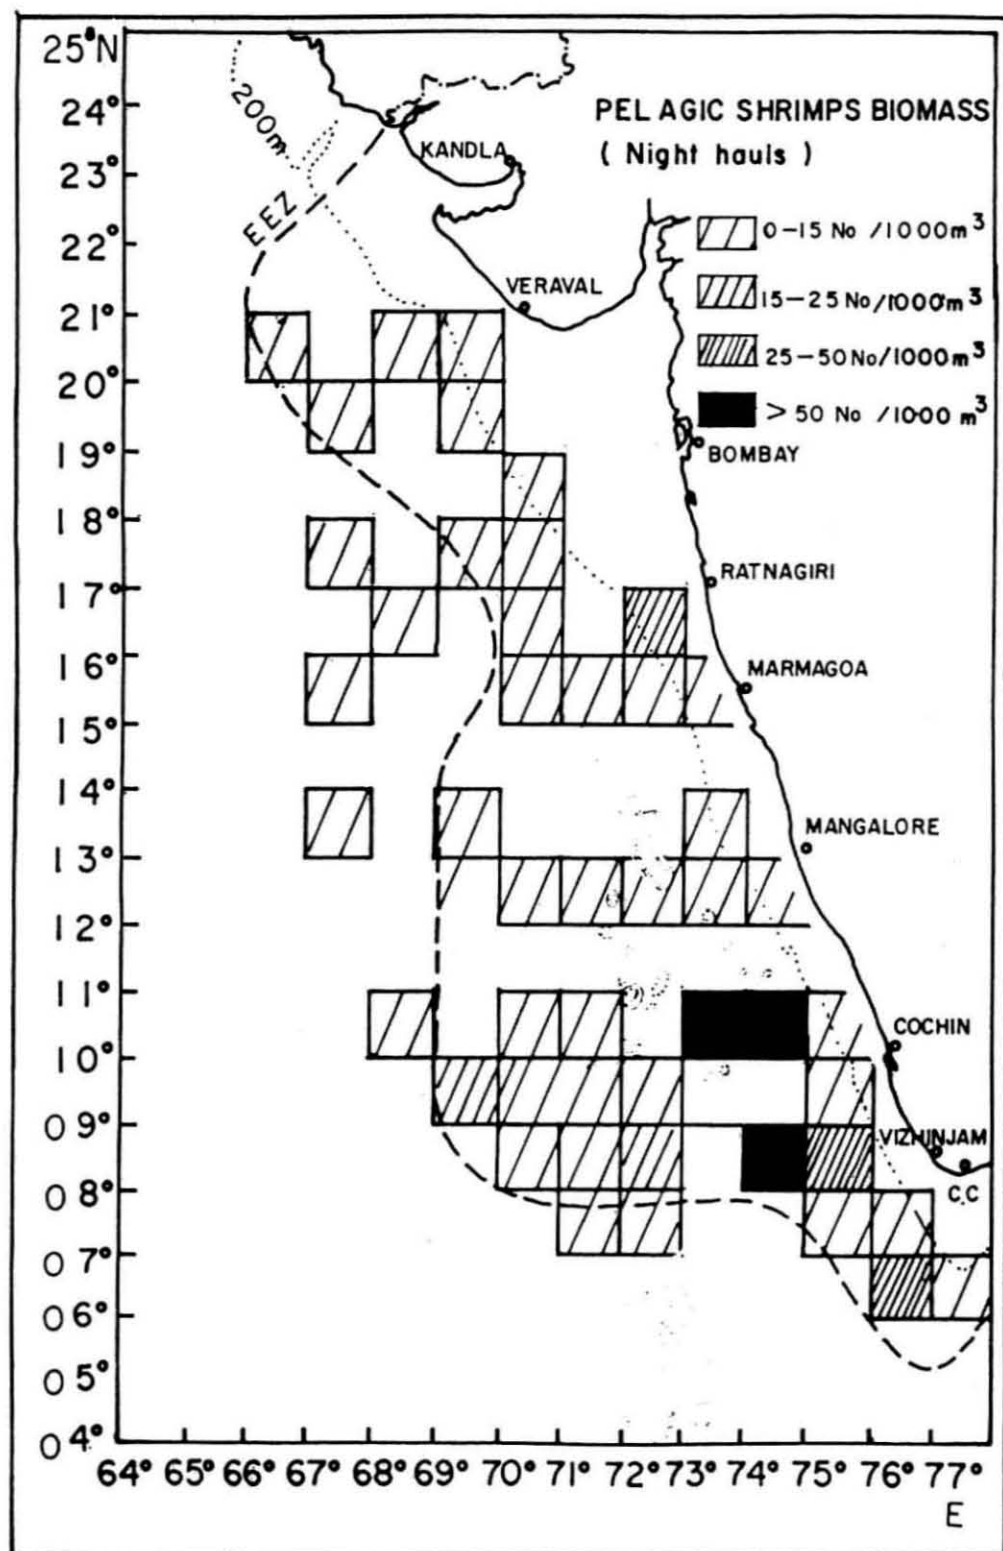 25°N
24°
23°
22°
21°
20°
19°
18°
17°
16°
15°
14°
13°
12°
11°
10°
09°
08°
07°
06°
05°
04°
PELAGIC SHRIMPS BIOMASS
( Night hauls )
0-15 No /1000m³
15-25 No/1000m³
25-50 No/1000m³
> 50 No /1000 m³
200m
EEZ
KANDLA
VERAVAL
BOMBAY
RATNAGIRI
MARMAGOA
MANGALORE
COCHIN
VIZHINJAM
C.C
64° 65° 66° 67° 68° 69° 70° 71° 72° 73° 74° 75° 76° 77°
E